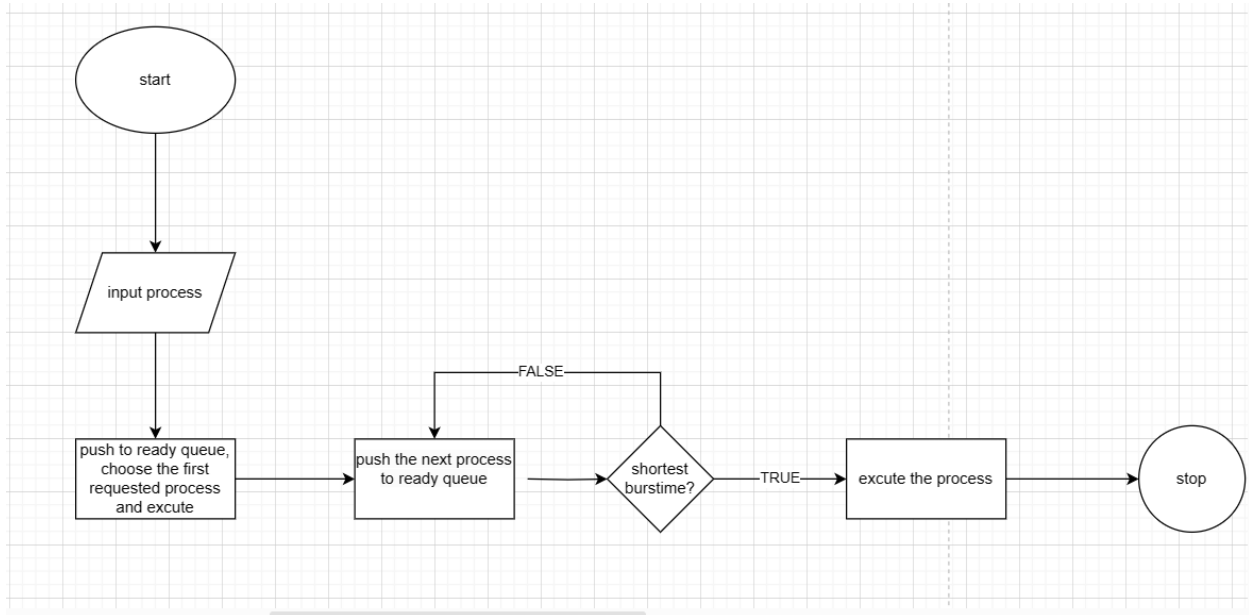 start
input process
push to ready queue,
choose the first
requested process
and excute
FALSE
push the next process
to ready queue
shortest
burstime?
TRUE
excute the process
stop